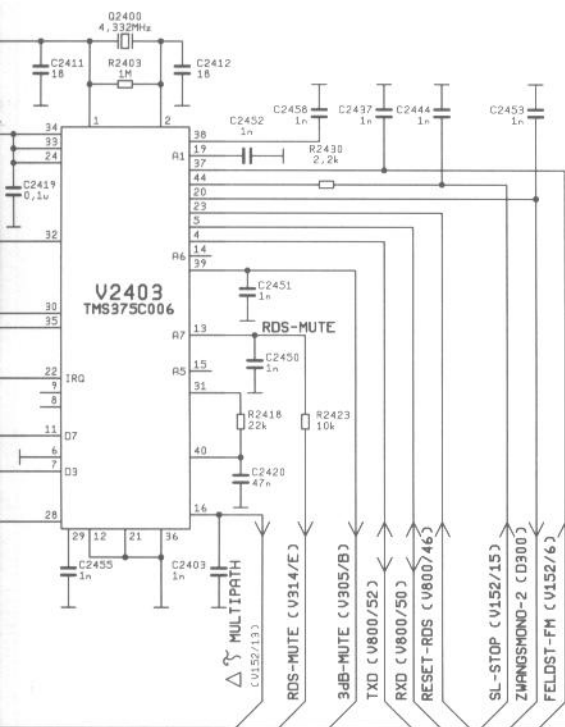 Q2400
4,332MHz
C2411
18
R2403
1M
C2412
18
C2452
1n
C2458
1n
C2437
1n
C2444
1n
C2453
1n
1
2
34
33
24
C2419
0,1u
32
30
35
22
IRQ
9
8
11
D7
6
7
D3
28
V2403
TMS375C006
38
A1
19
R2430
2,2k
37
44
20
23
5
4
A6
14
39
C2451
1n
A7
13
RDS-MUTE
C2450
1n
A5
15
31
R2418
22k
R2423
10k
40
C2420
47n
16
29
12
21
36
C2455
1n
C2403
1n
MULTIPATH
(V152/13)
RDS-MUTE (V314/E)
3dB-MUTE (V305/B)
TXD (V800/52)
RXD (V800/50)
RESET-RDS (V800/46)
SL-STOP (V152/15)
ZWANGSMONO-2 (D300)
FELDST-FM (V152/6)